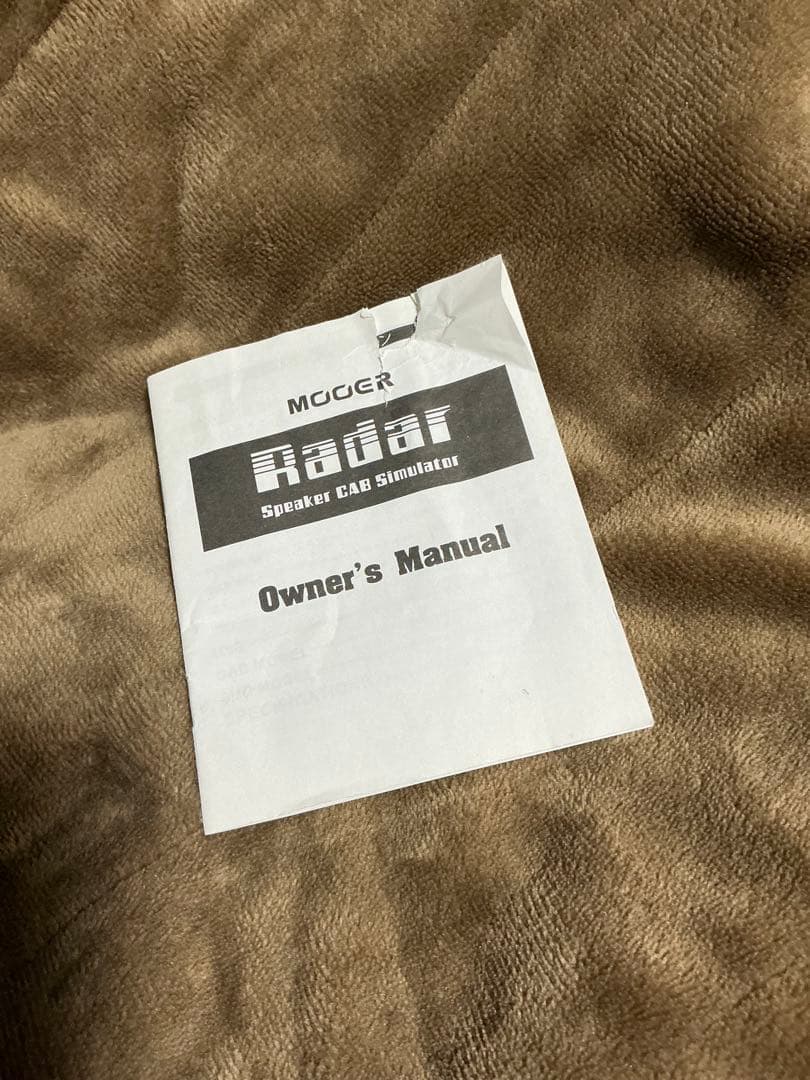 MOOER
Radar
Speaker CAB Simulator
Owner's Manual